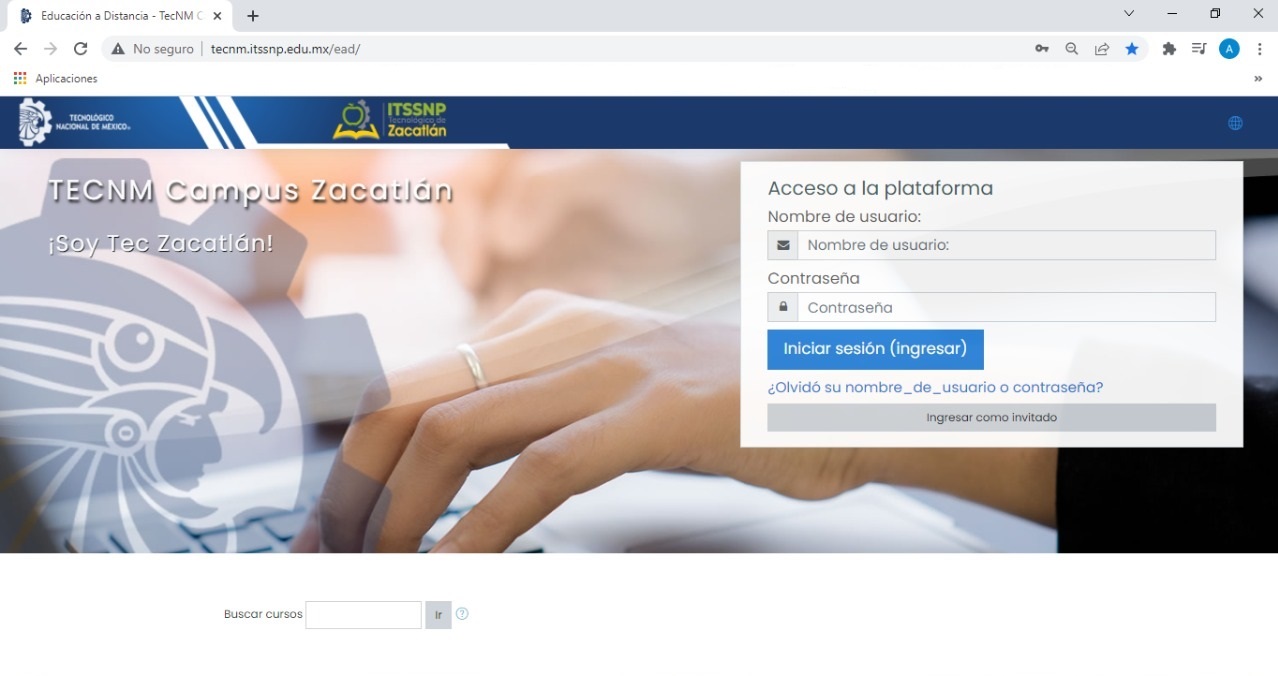 Educación a Distancia - TecNM C
No seguro
tecnm.itssnp.edu.mx/ead/
A
Aplicaciones
TECNOLÓGICO
NACIONAL DE MÉXICO®
ITSSNP
Tecnológico de
Zacatlán
TECNM Campus Zacatlán
¡Soy Tec Zacatlán!
Acceso a la plataforma
Nombre de usuario:
Nombre de usuario:
Contraseña
Contraseña
Iniciar sesión (ingresar)
¿Olvidó su nombre_de_usuario o contraseña?
Ingresar como invitado
Buscar cursos
Ir
?